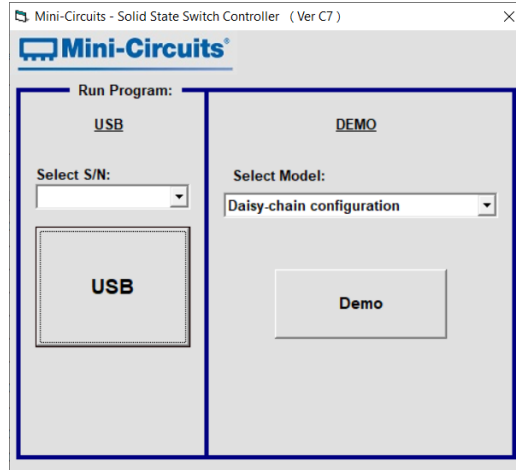 Mini-Circuits - Solid State Switch Controller ( Ver C7 )
Mini-Circuits®
Run Program:
USB
DEMO
Select S/N:
Select Model:
Daisy-chain configuration
USB
Demo